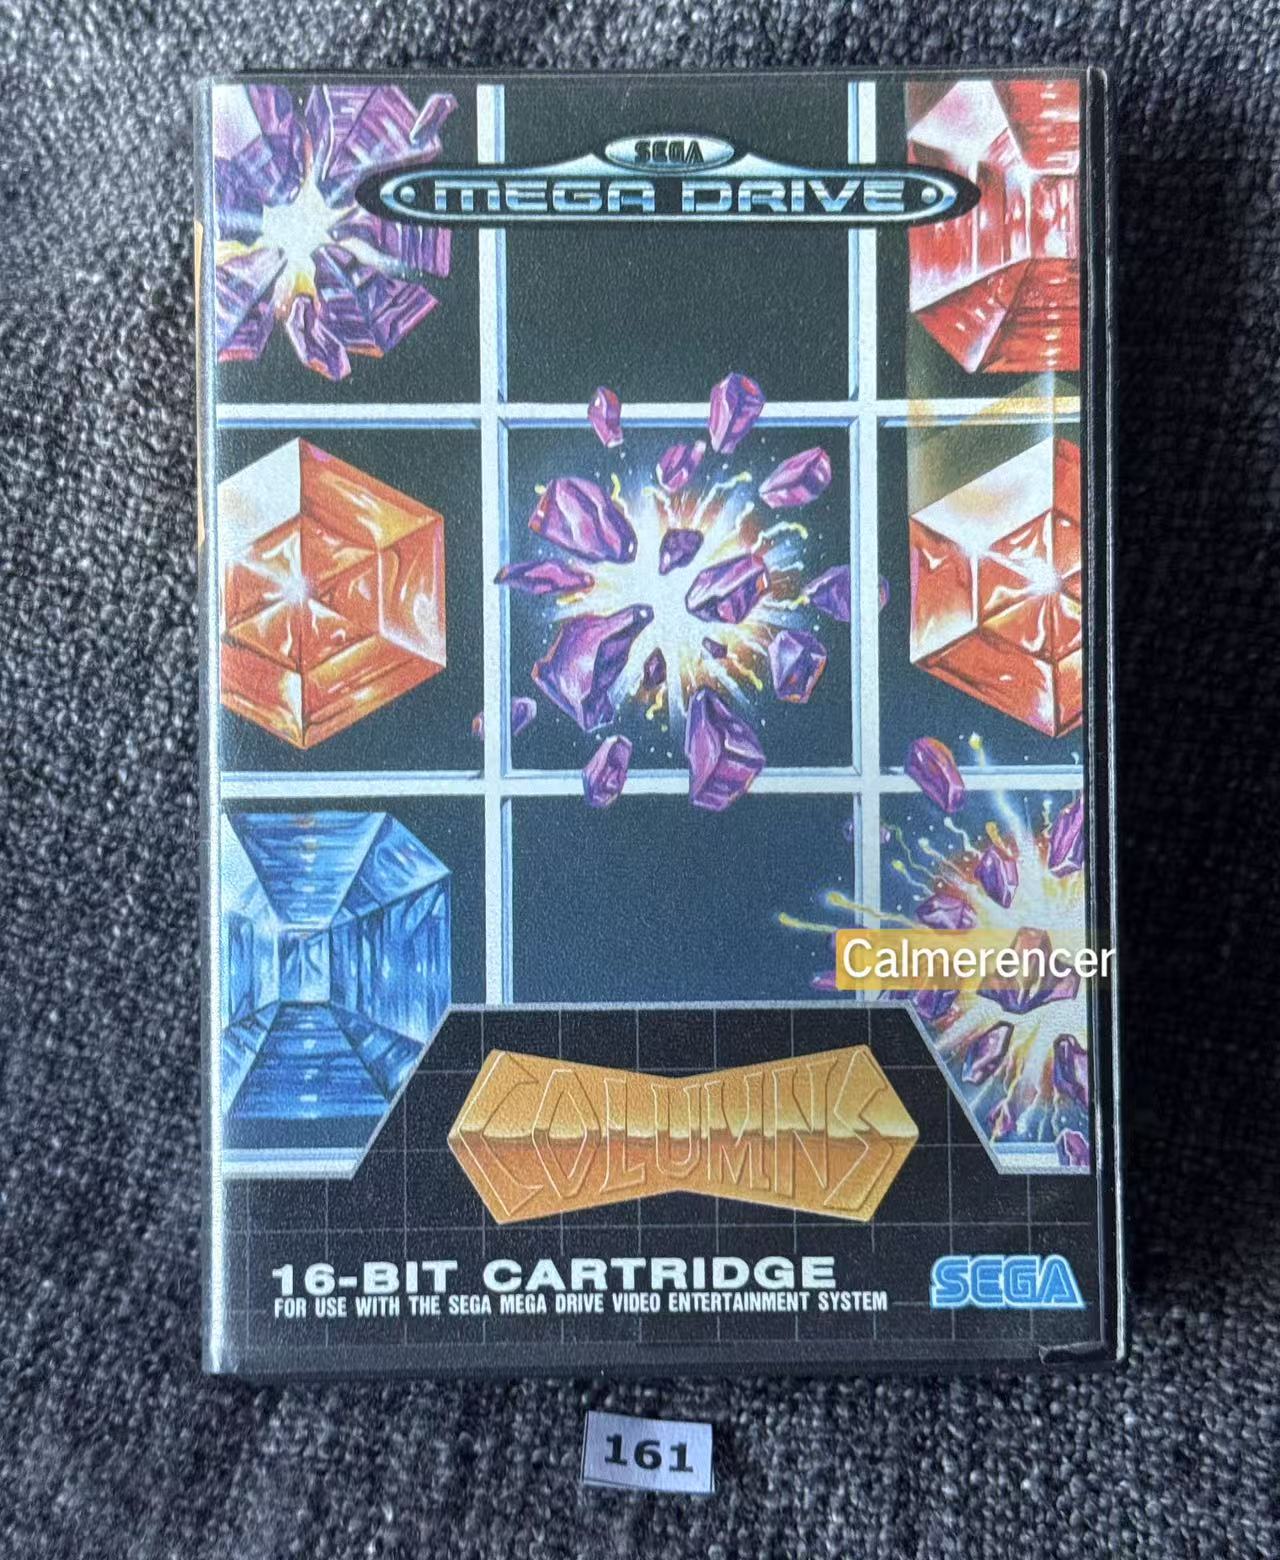 SEGA
MEGA DRIVE
Calmerencer
COLUMNS
16-BIT CARTRIDGE
FOR USE WITH THE SEGA MEGA DRIVE VIDEO ENTERTAINMENT SYSTEM
SEGA
161